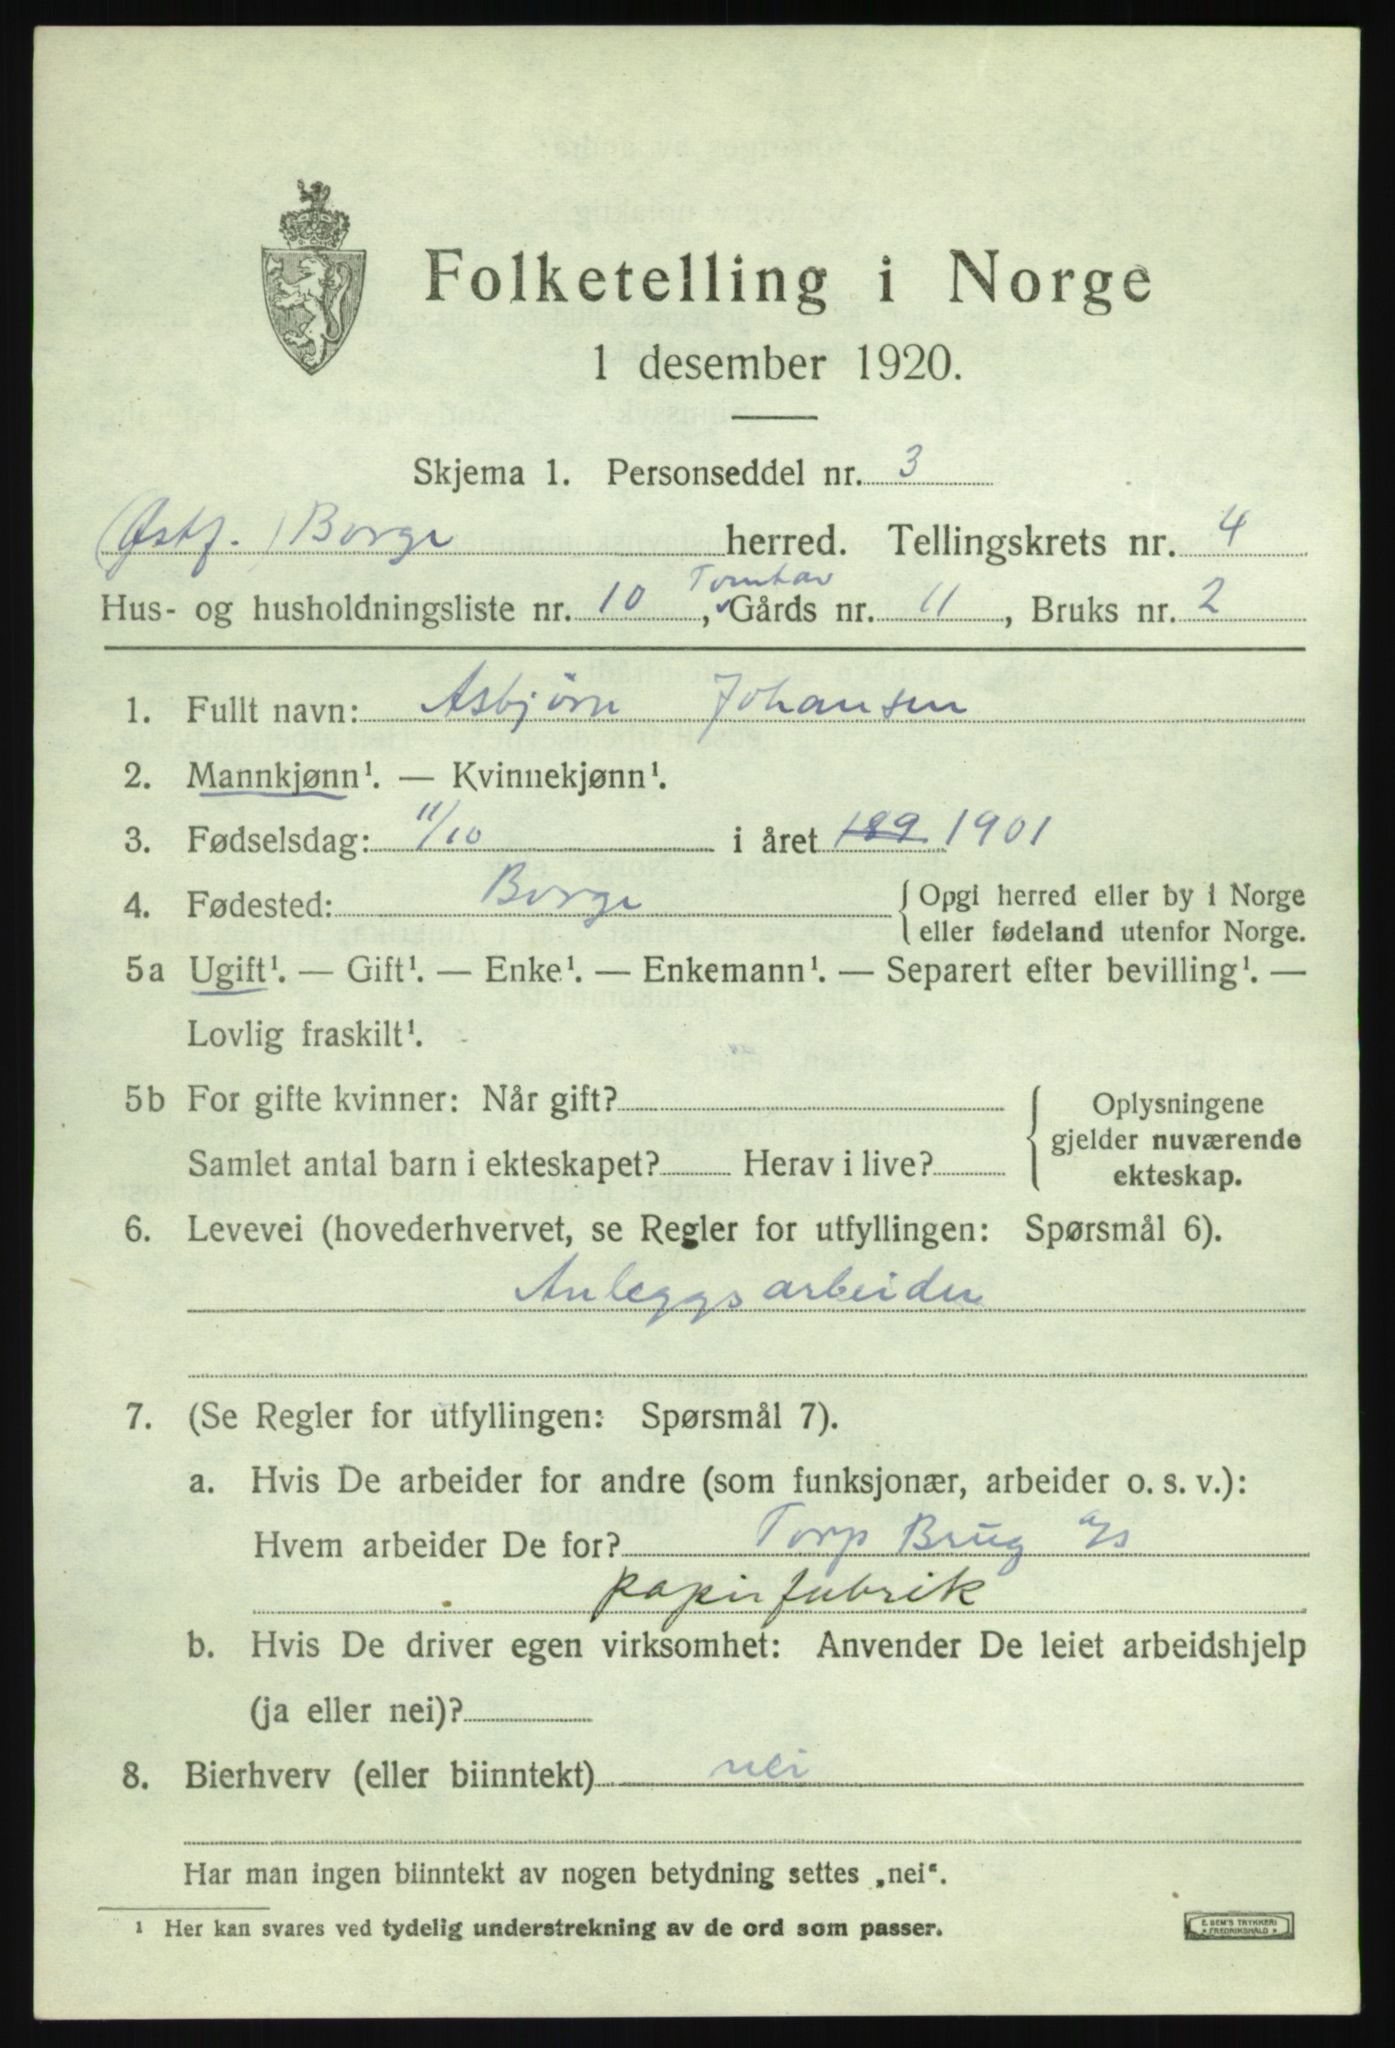 Folketelling i Norge
1 desember 1920.
Skjema 1. Personseddel nr. 3
(Østf.) Borge herred. Tellingskrets nr. 4
Hus- og husholdningsliste nr. 10, Gårds nr. 11, Bruks nr. 2
1. Fullt navn: Asbjørn Johansen
2. Mannkjønn¹. — Kvinnekjønn¹.
3. Fødselsdag: 11/10 i året 189 1901
4. Fødested: Borge { Opgi herred eller by i Norge
eller fødeland utenfor Norge.
5a Ugift¹. — Gift¹. — Enke¹. — Enkemann¹. — Separert efter bevilling¹. —
Lovlig fraskilt¹.
5b For gifte kvinner: Når gift?
Samlet antal barn i ekteskapet? Herav i live?
Oplysningene
gjelder nuværende
ekteskap.
6. Levevei (hovederhvervet, se Regler for utfyllingen: Spørsmål 6).
Anleggsarbeider
7. (Se Regler for utfyllingen: Spørsmål 7).
a. Hvis De arbeider for andre (som funksjonær, arbeider o. s. v.):
Hvem arbeider De for? Torp Brug a/s
papirfabrik
b. Hvis De driver egen virksomhet: Anvender De leiet arbeidshjelp
(ja eller nei)?
8. Bierhverv (eller biinntekt) nei
Har man ingen biinntekt av nogen betydning settes „nei“.
¹ Her kan svares ved tydelig understrekning av de ord som passer.
E. SEM'S TRYKKERI
* FREDRIKSHALD *